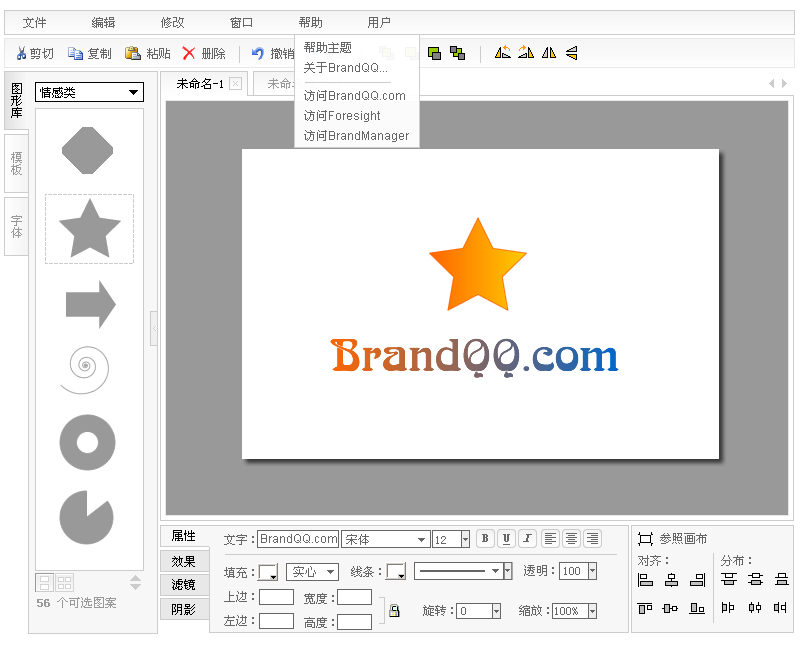 文件 编辑 修改 窗口 帮助 用户
剪切 复制 粘贴 删除 撤销
帮助主题
关于BrandQQ...
访问BrandQQ.com
访问Foresight
访问BrandManager
图形库
模板
字体
情感类
未命名-1
未命
BrandQQ.com
56 个可选图案
属性
效果
滤镜
阴影
文字： BrandQQ.com 宋体 12 B U I
填充： 实心 线条： 透明： 100
上边： 宽度：
左边： 高度：
旋转： 0 缩放： 100%
参照画布
对齐： 分布：